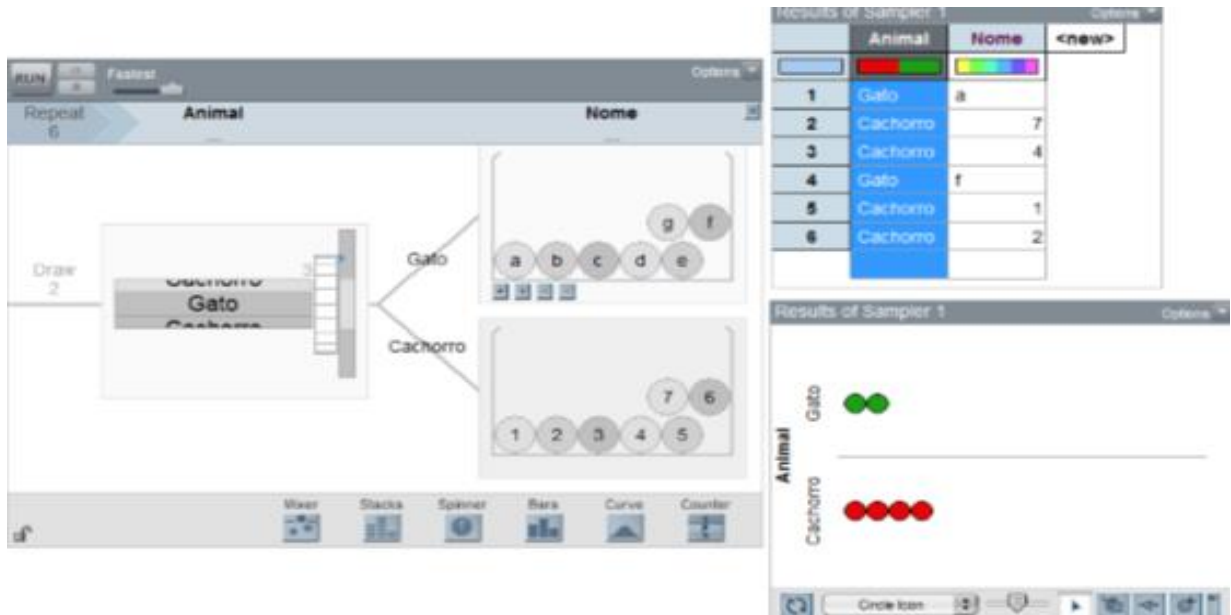 RUN Fastest Options
Repeat Animal Nome
6
Draw
2
3
Cachorro
Gato
Cachorro
Gato
g f
a b c d e
Cachorro
7 6
1 2 3 4 5
Mixer Stacks Spinner Bars Curve Counter
Results of Sampler 1 Options
Animal Nome <new>
1 Gato a
2 Cachorro 7
3 Cachorro 4
4 Gato f
5 Cachorro 1
6 Cachorro 2
Results of Sampler 1 Options
Gato
Animal
Cachorro
Circle Icon